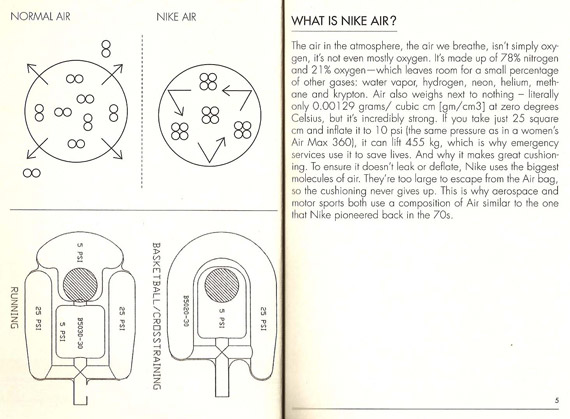 NORMAL AIR
NIKE AIR
5 PSI
25 PSI
25 PSI
5 PSI
B5030-30
RUNNING
BASKETBALL/CROSSTRAINING
B5020-30
5 PSI
25 PSI
WHAT IS NIKE AIR?
The air in the atmosphere, the air we breathe, isn't simply oxy-
gen, it's not even mostly oxygen. It's made up of 78% nitrogen
and 21% oxygen—which leaves room for a small percentage
of other gases: water vapor, hydrogen, neon, helium, meth-
ane and krypton. Air also weighs next to nothing – literally
only 0.00129 grams/ cubic cm [gm/cm3] at zero degrees
Celsius, but it's incredibly strong. If you take just 25 square
cm and inflate it to 10 psi (the same pressure as in a women's
Air Max 360), it can lift 455 kg, which is why emergency
services use it to save lives. And why it makes great cushion-
ing. To ensure it doesn't leak or deflate, Nike uses the biggest
molecules of air. They're too large to escape from the Air bag,
so the cushioning never gives up. This is why aerospace and
motor sports both use a composition of Air similar to the one
that Nike pioneered back in the 70s.
5